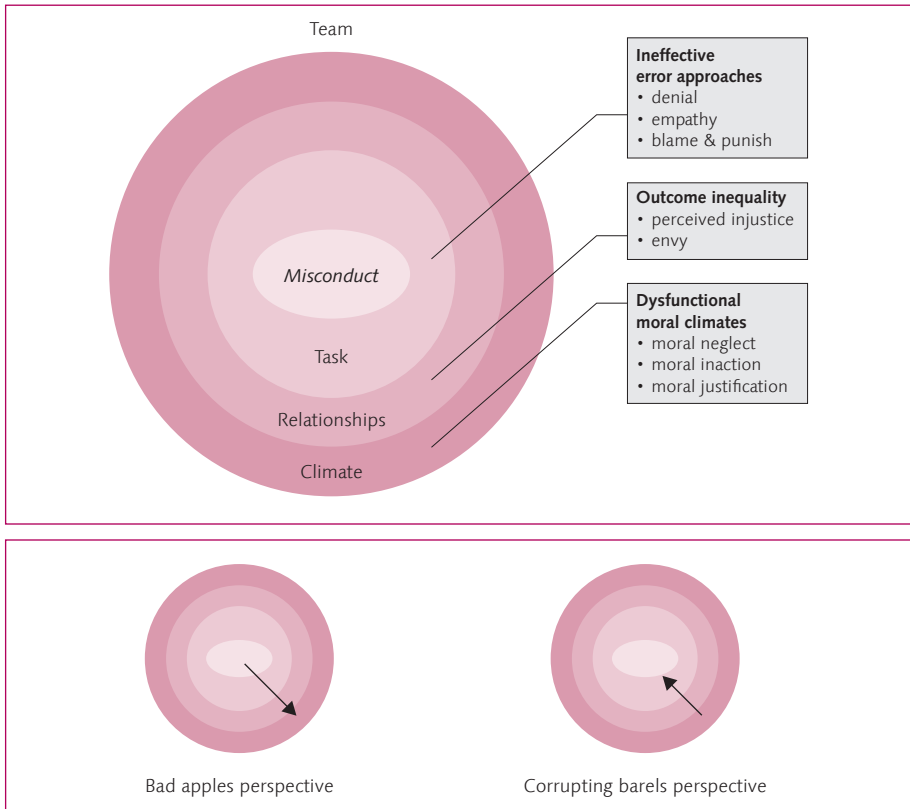 Team
Ineffective
error approaches
• denial
• empathy
• blame & punish
Outcome inequality
• perceived injustice
• envy
Dysfunctional
moral climates
• moral neglect
• moral inaction
• moral justification
Misconduct
Task
Relationships
Climate
Bad apples perspective
Corrupting barels perspective